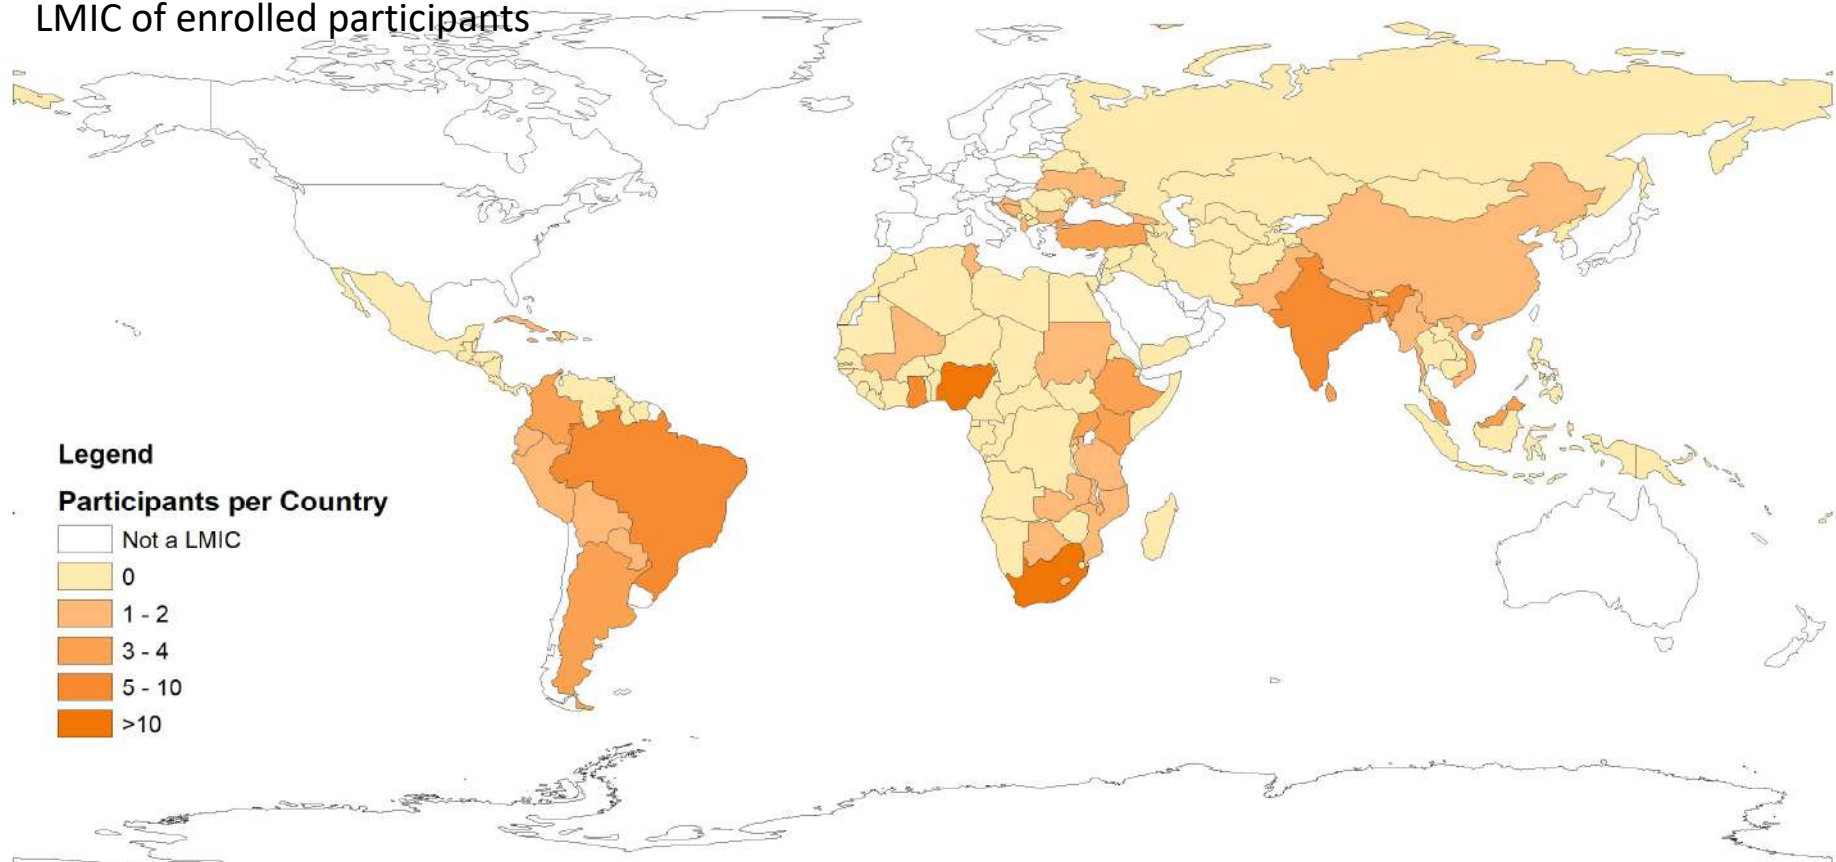 LMIC of enrolled participants
Legend
Participants per Country
Not a LMIC
0
1 - 2
3 - 4
5 - 10
>10